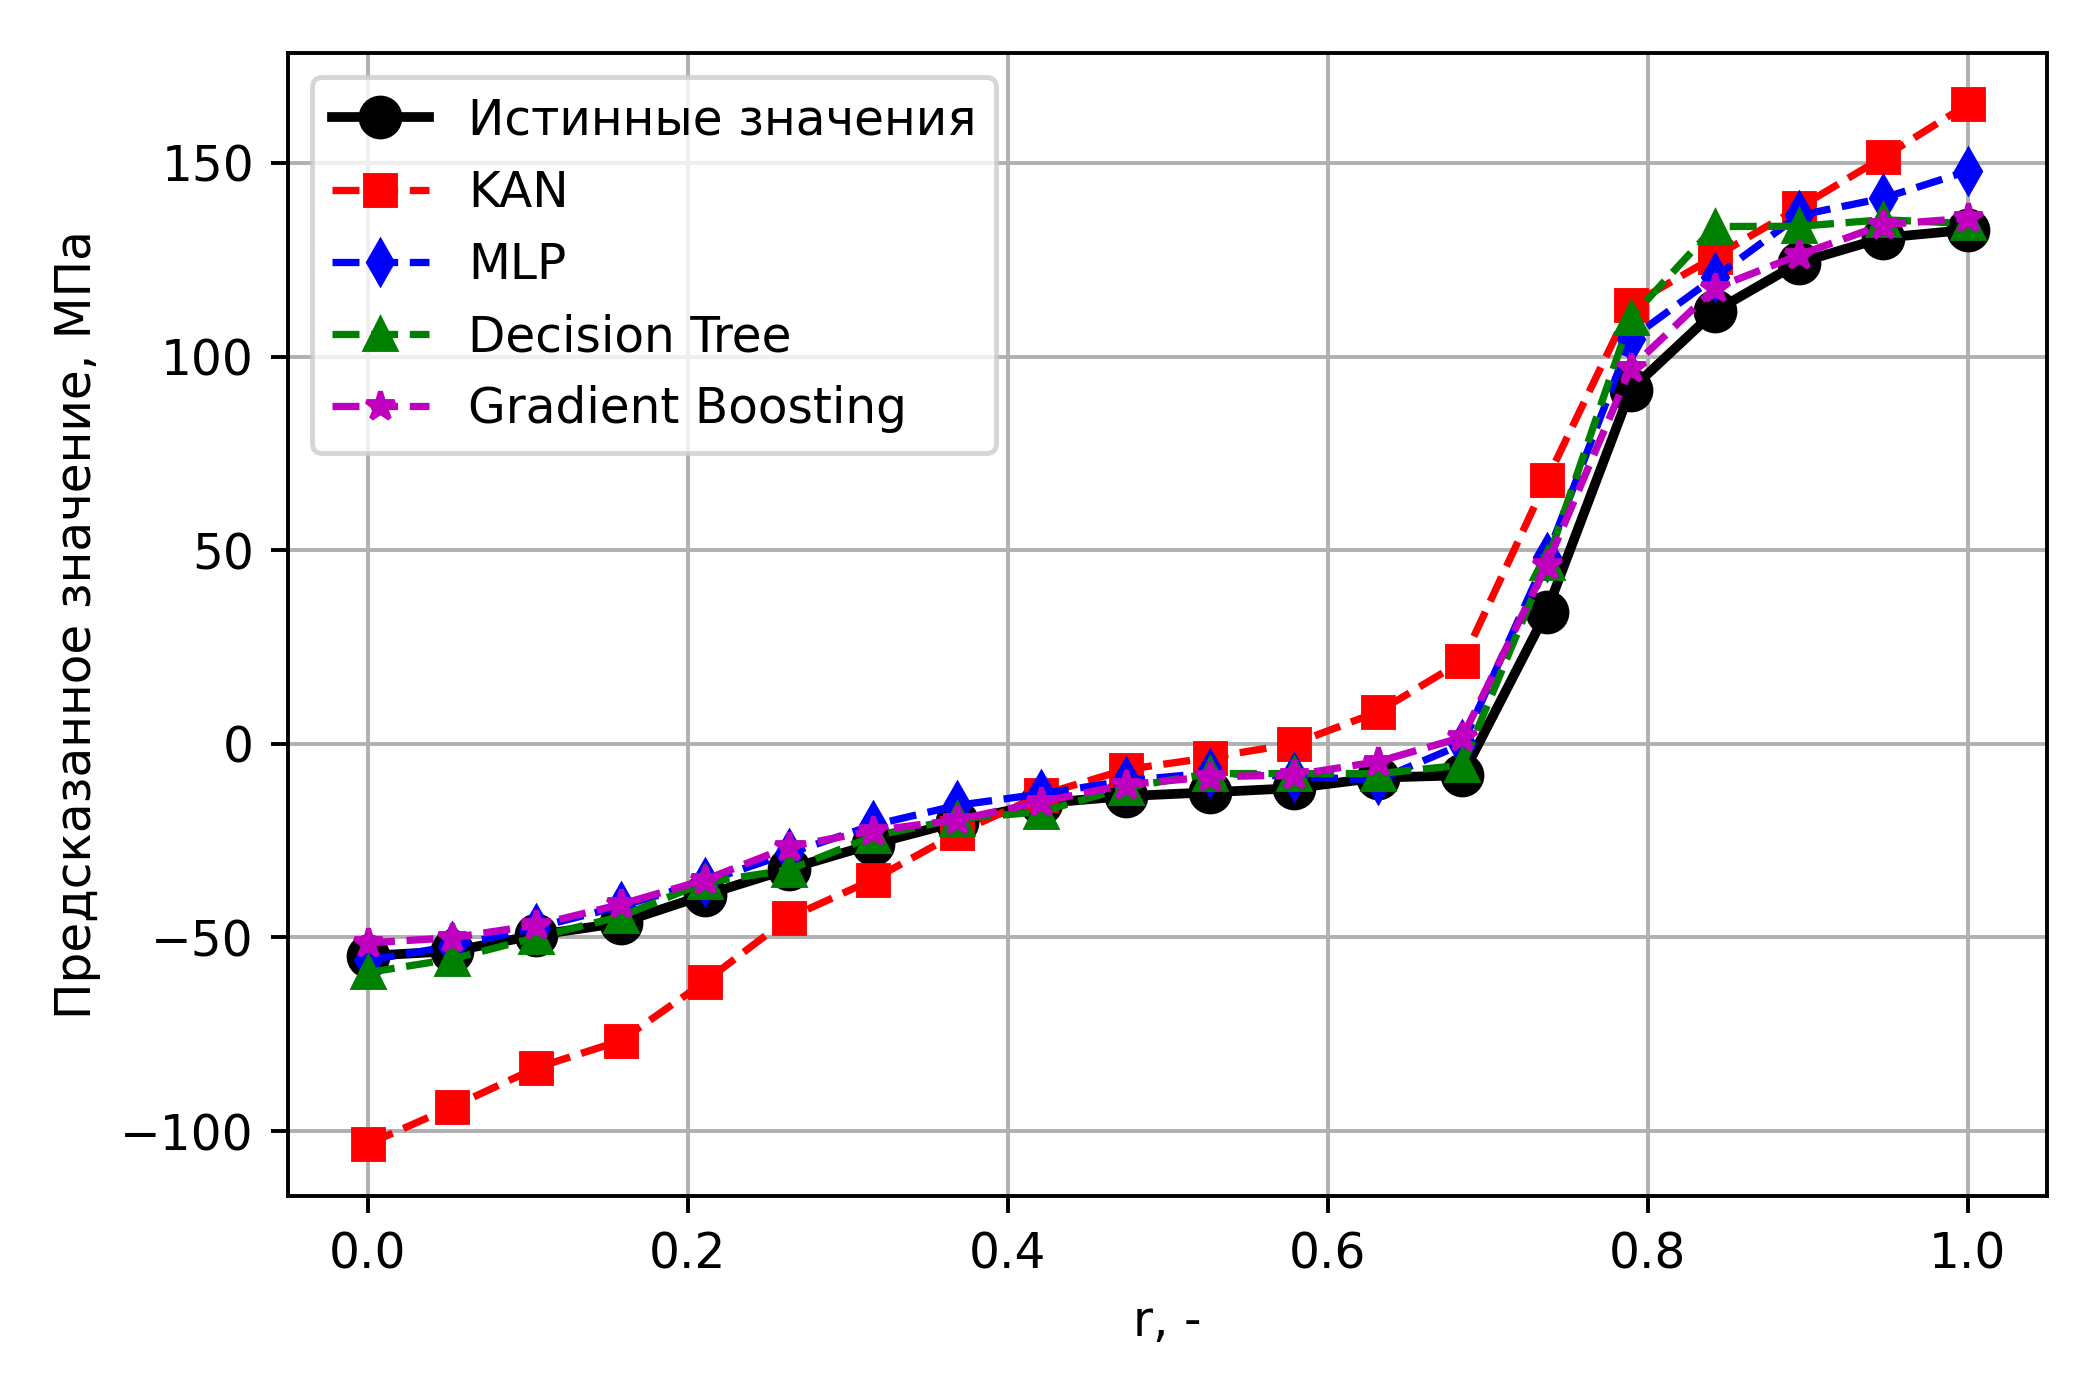 Истинные значения
KAN
MLP
Decision Tree
Gradient Boosting
Предсказанное значение, МПа
150
100
50
0
−50
−100
0.0 0.2 0.4 0.6 0.8 1.0
r, -